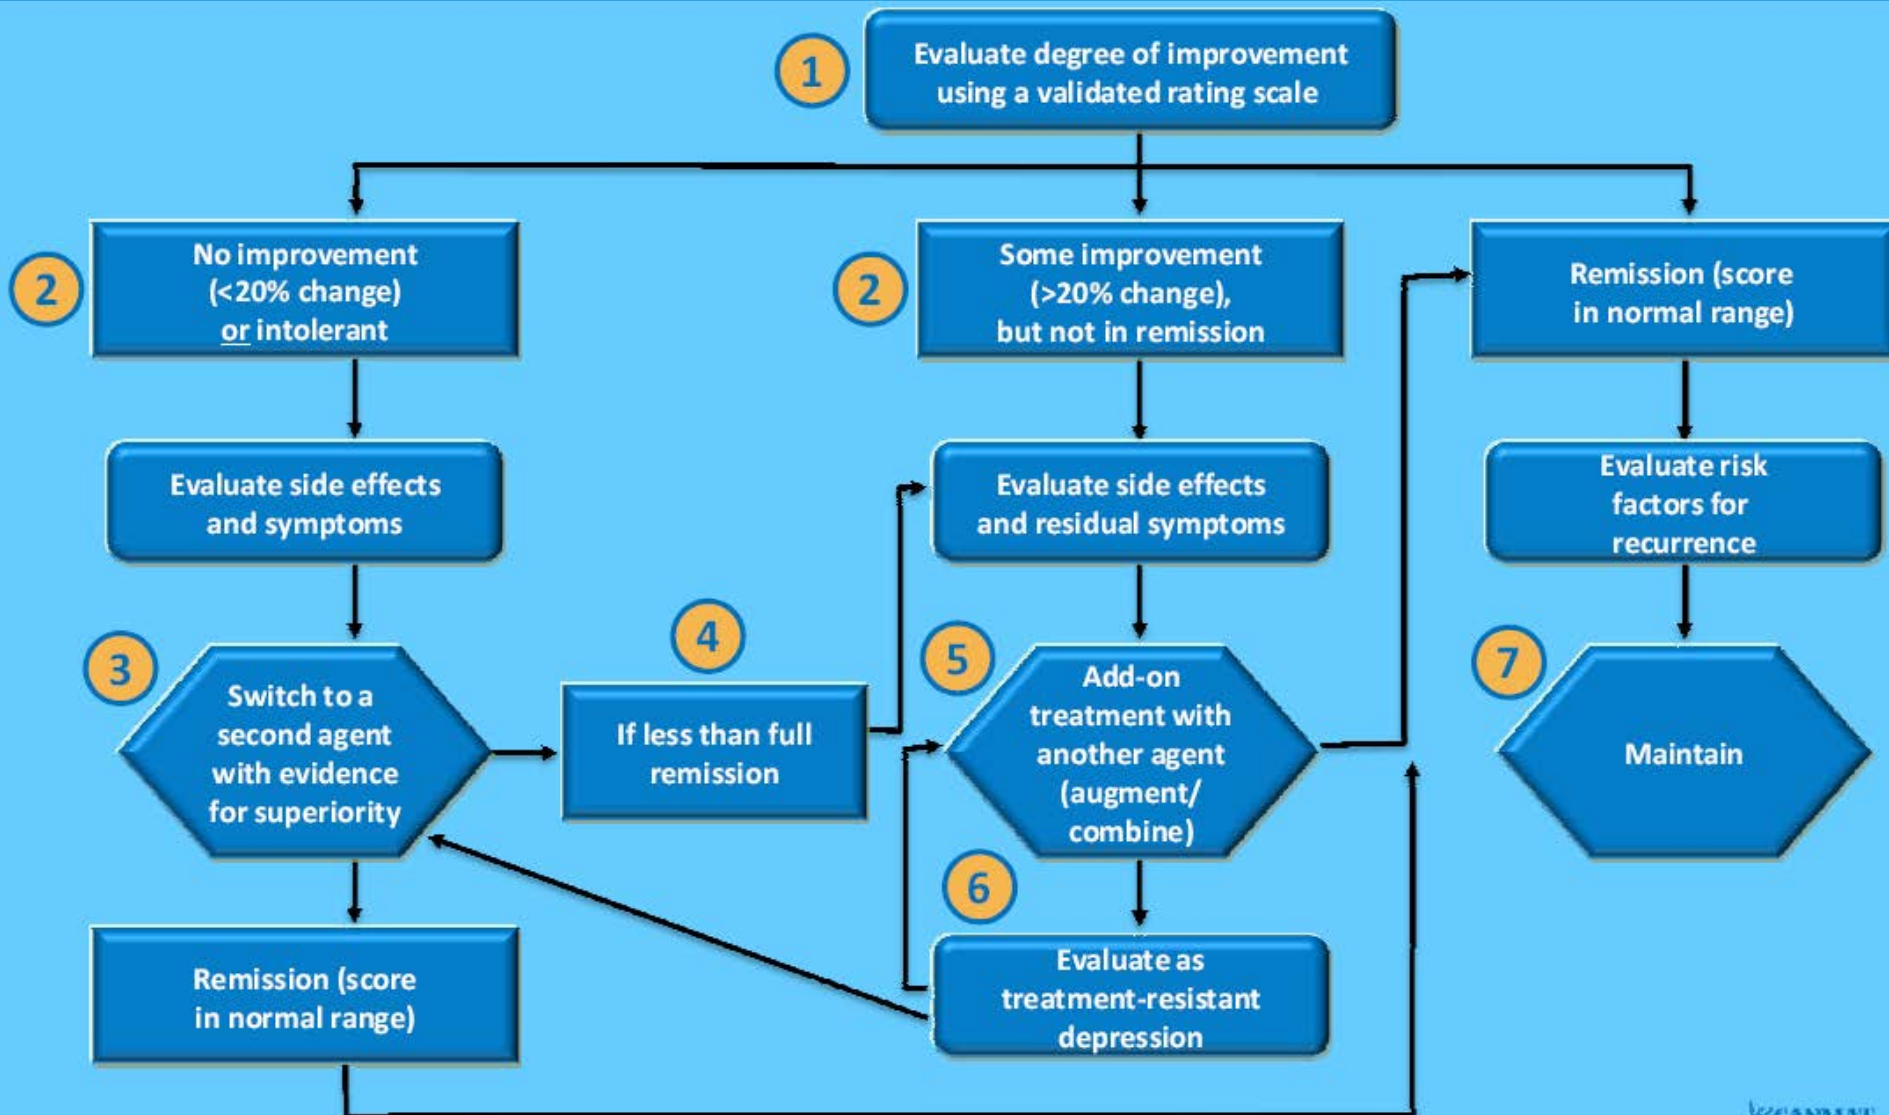 1
Evaluate degree of improvement
using a validated rating scale
2
No improvement
(<20% change)
or intolerant
2
Some improvement
(>20% change),
but not in remission
Remission (score
in normal range)
Evaluate side effects
and symptoms
Evaluate side effects
and residual symptoms
Evaluate risk
factors for
recurrence
3
Switch to a
second agent
with evidence
for superiority
4
If less than full
remission
5
Add-on
treatment with
another agent
(augment/
combine)
7
Maintain
6
Evaluate as
treatment-resistant
depression
Remission (score
in normal range)